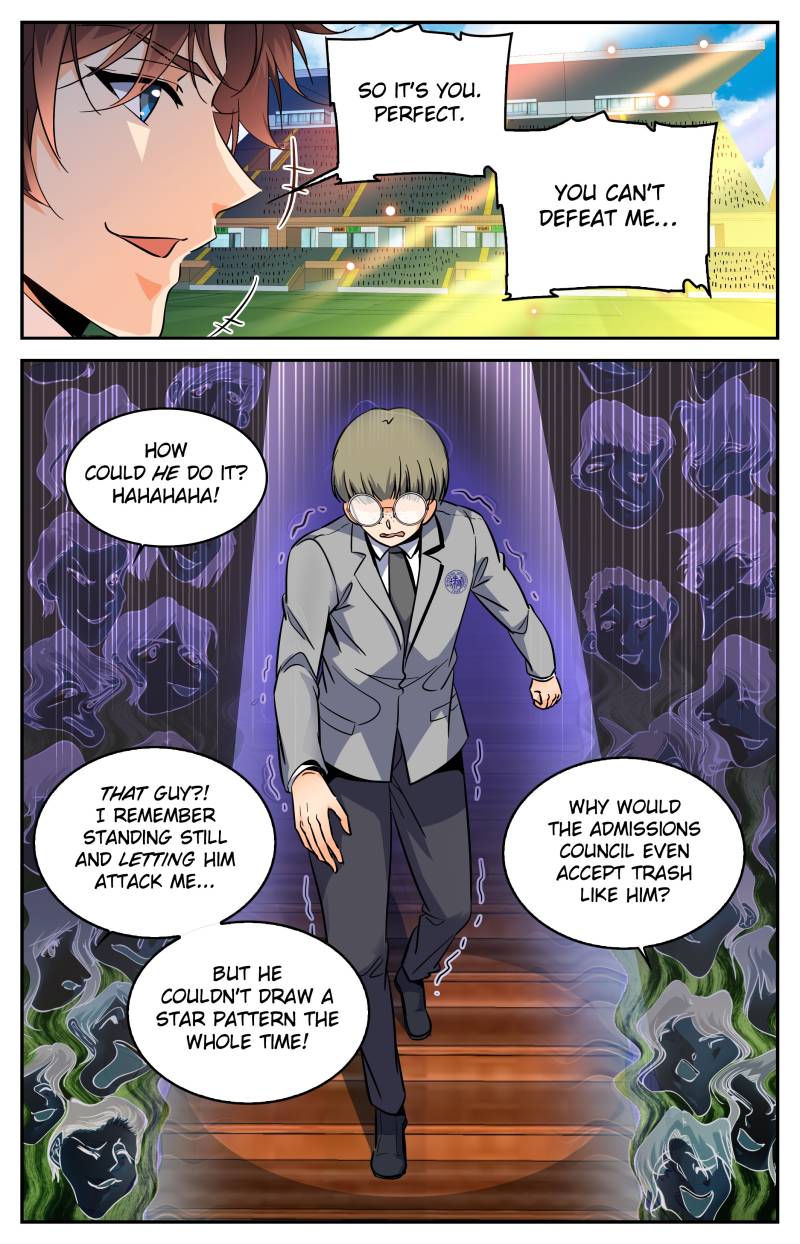 SO IT'S YOU.
PERFECT.
YOU CAN'T
DEFEAT ME...
HOW
COULD HE DO IT?
HAHAHAHA!
THAT GUY?!
I REMEMBER
STANDING STILL
AND LETTING HIM
ATTACK ME...
WHY WOULD
THE ADMISSIONS
COUNCIL EVEN
ACCEPT TRASH
LIKE HIM?
BUT HE
COULDN'T DRAW A
STAR PATTERN THE
WHOLE TIME!